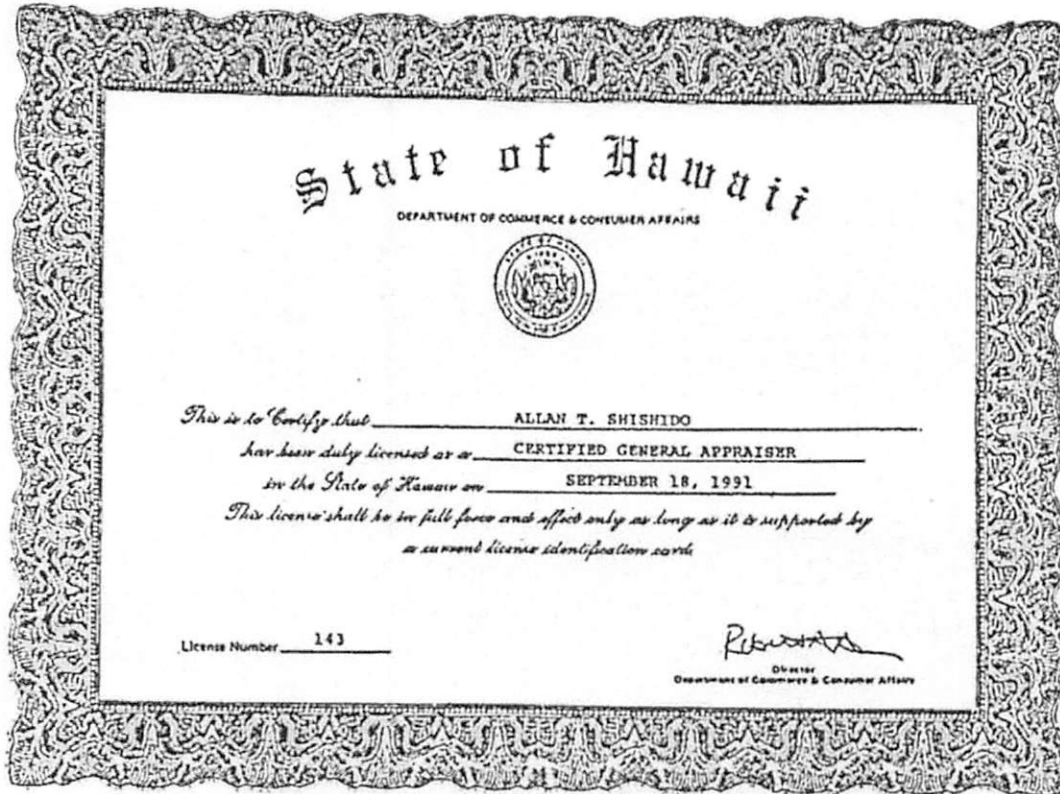 State of Hawaii
DEPARTMENT OF COMMERCE & CONSUMER AFFAIRS
STATE OF HAWAII
This is to Certify that ALLAN T. SHISHIDO
has been duly licensed as a CERTIFIED GENERAL APPRAISER
in the State of Hawaii on SEPTEMBER 18, 1991
This license shall be in full force and effect only as long as it is supported by
a current license identification card
License Number 143
Director
Department of Commerce & Consumer Affairs